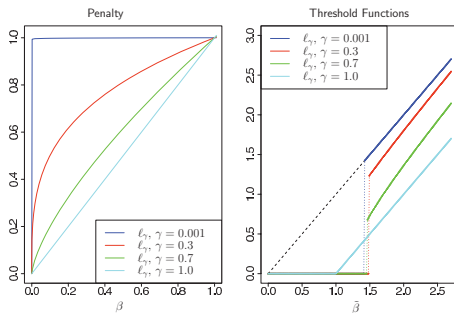 Penalty
1.0
0.8
0.6
0.4
0.2
0.0
ℓγ, γ = 0.001
ℓγ, γ = 0.3
ℓγ, γ = 0.7
ℓγ, γ = 1.0
0.0 0.2 0.4 0.6 0.8 1.0
β
Threshold Functions
3.0
2.5
2.0
1.5
1.0
0.5
0.0
ℓγ, γ = 0.001
ℓγ, γ = 0.3
ℓγ, γ = 0.7
ℓγ, γ = 1.0
0.0 0.5 1.0 1.5 2.0 2.5
β̃